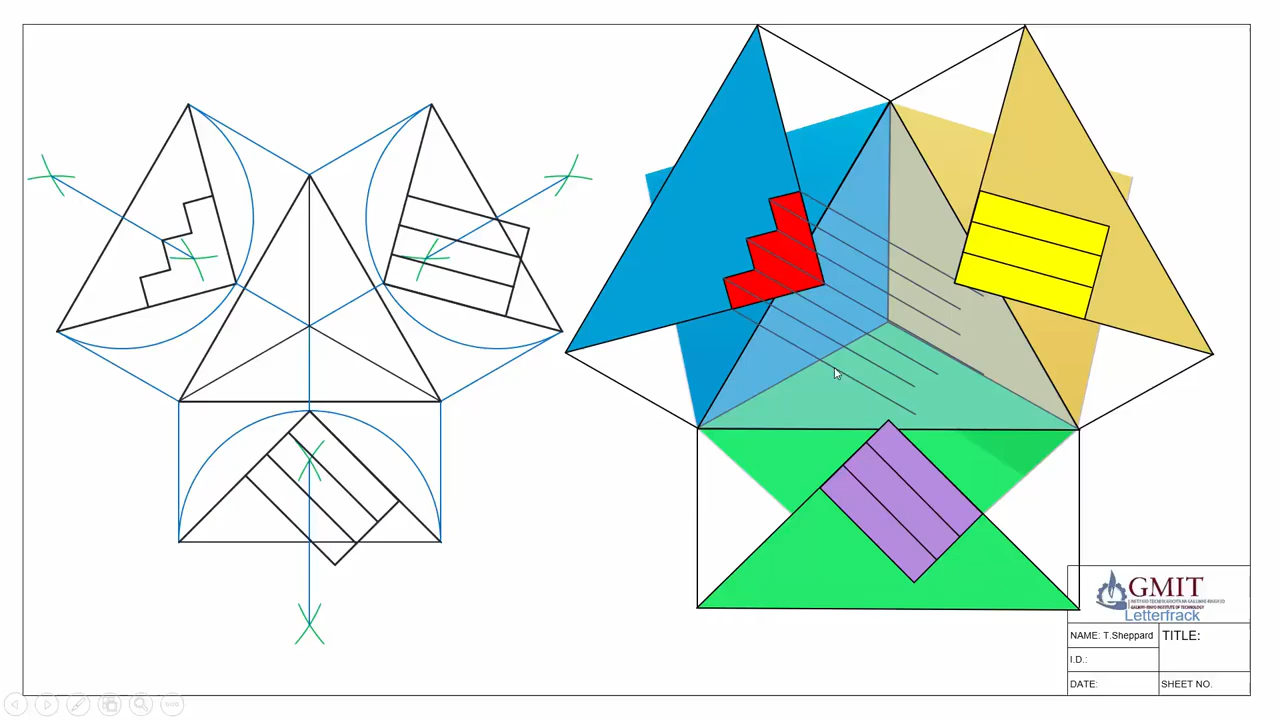 GMIT
Letterfrack
NAME: T.Sheppard
TITLE:
I.D.:
DATE:
SHEET NO.